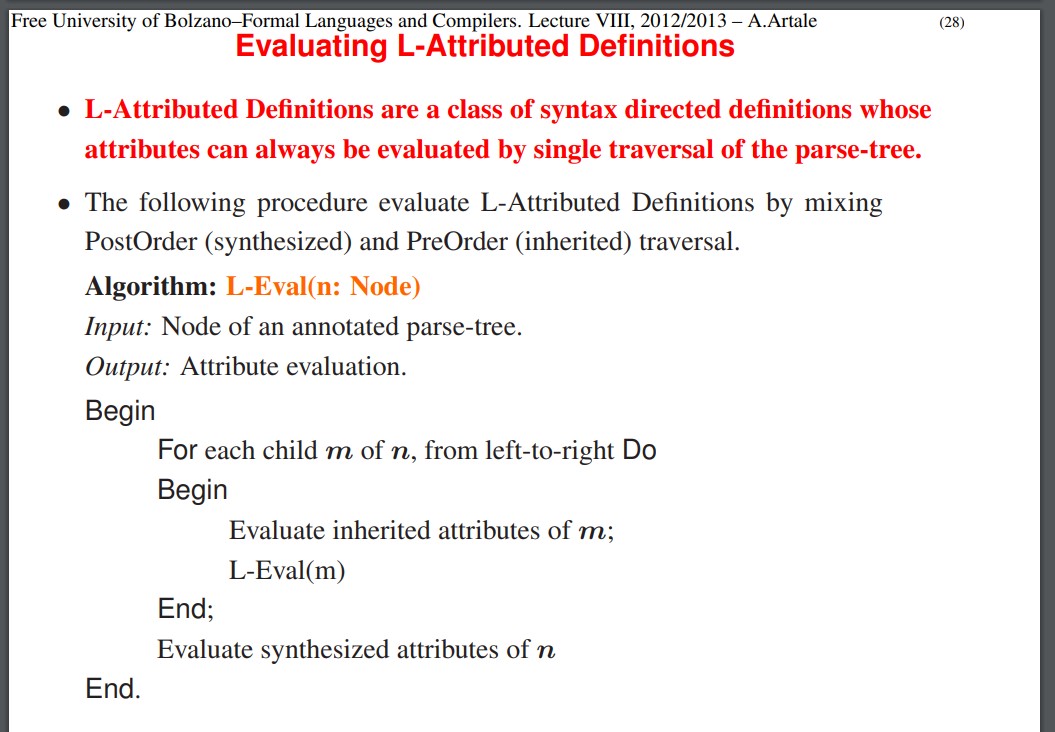 Free University of Bolzano–Formal Languages and Compilers. Lecture VIII, 2012/2013 – A.Artale (28)
Evaluating L-Attributed Definitions
• L-Attributed Definitions are a class of syntax directed definitions whose
attributes can always be evaluated by single traversal of the parse-tree.
• The following procedure evaluate L-Attributed Definitions by mixing
PostOrder (synthesized) and PreOrder (inherited) traversal.
Algorithm: L-Eval(n: Node)
Input: Node of an annotated parse-tree.
Output: Attribute evaluation.
Begin
For each child m of n, from left-to-right Do
Begin
Evaluate inherited attributes of m;
L-Eval(m)
End;
Evaluate synthesized attributes of n
End.